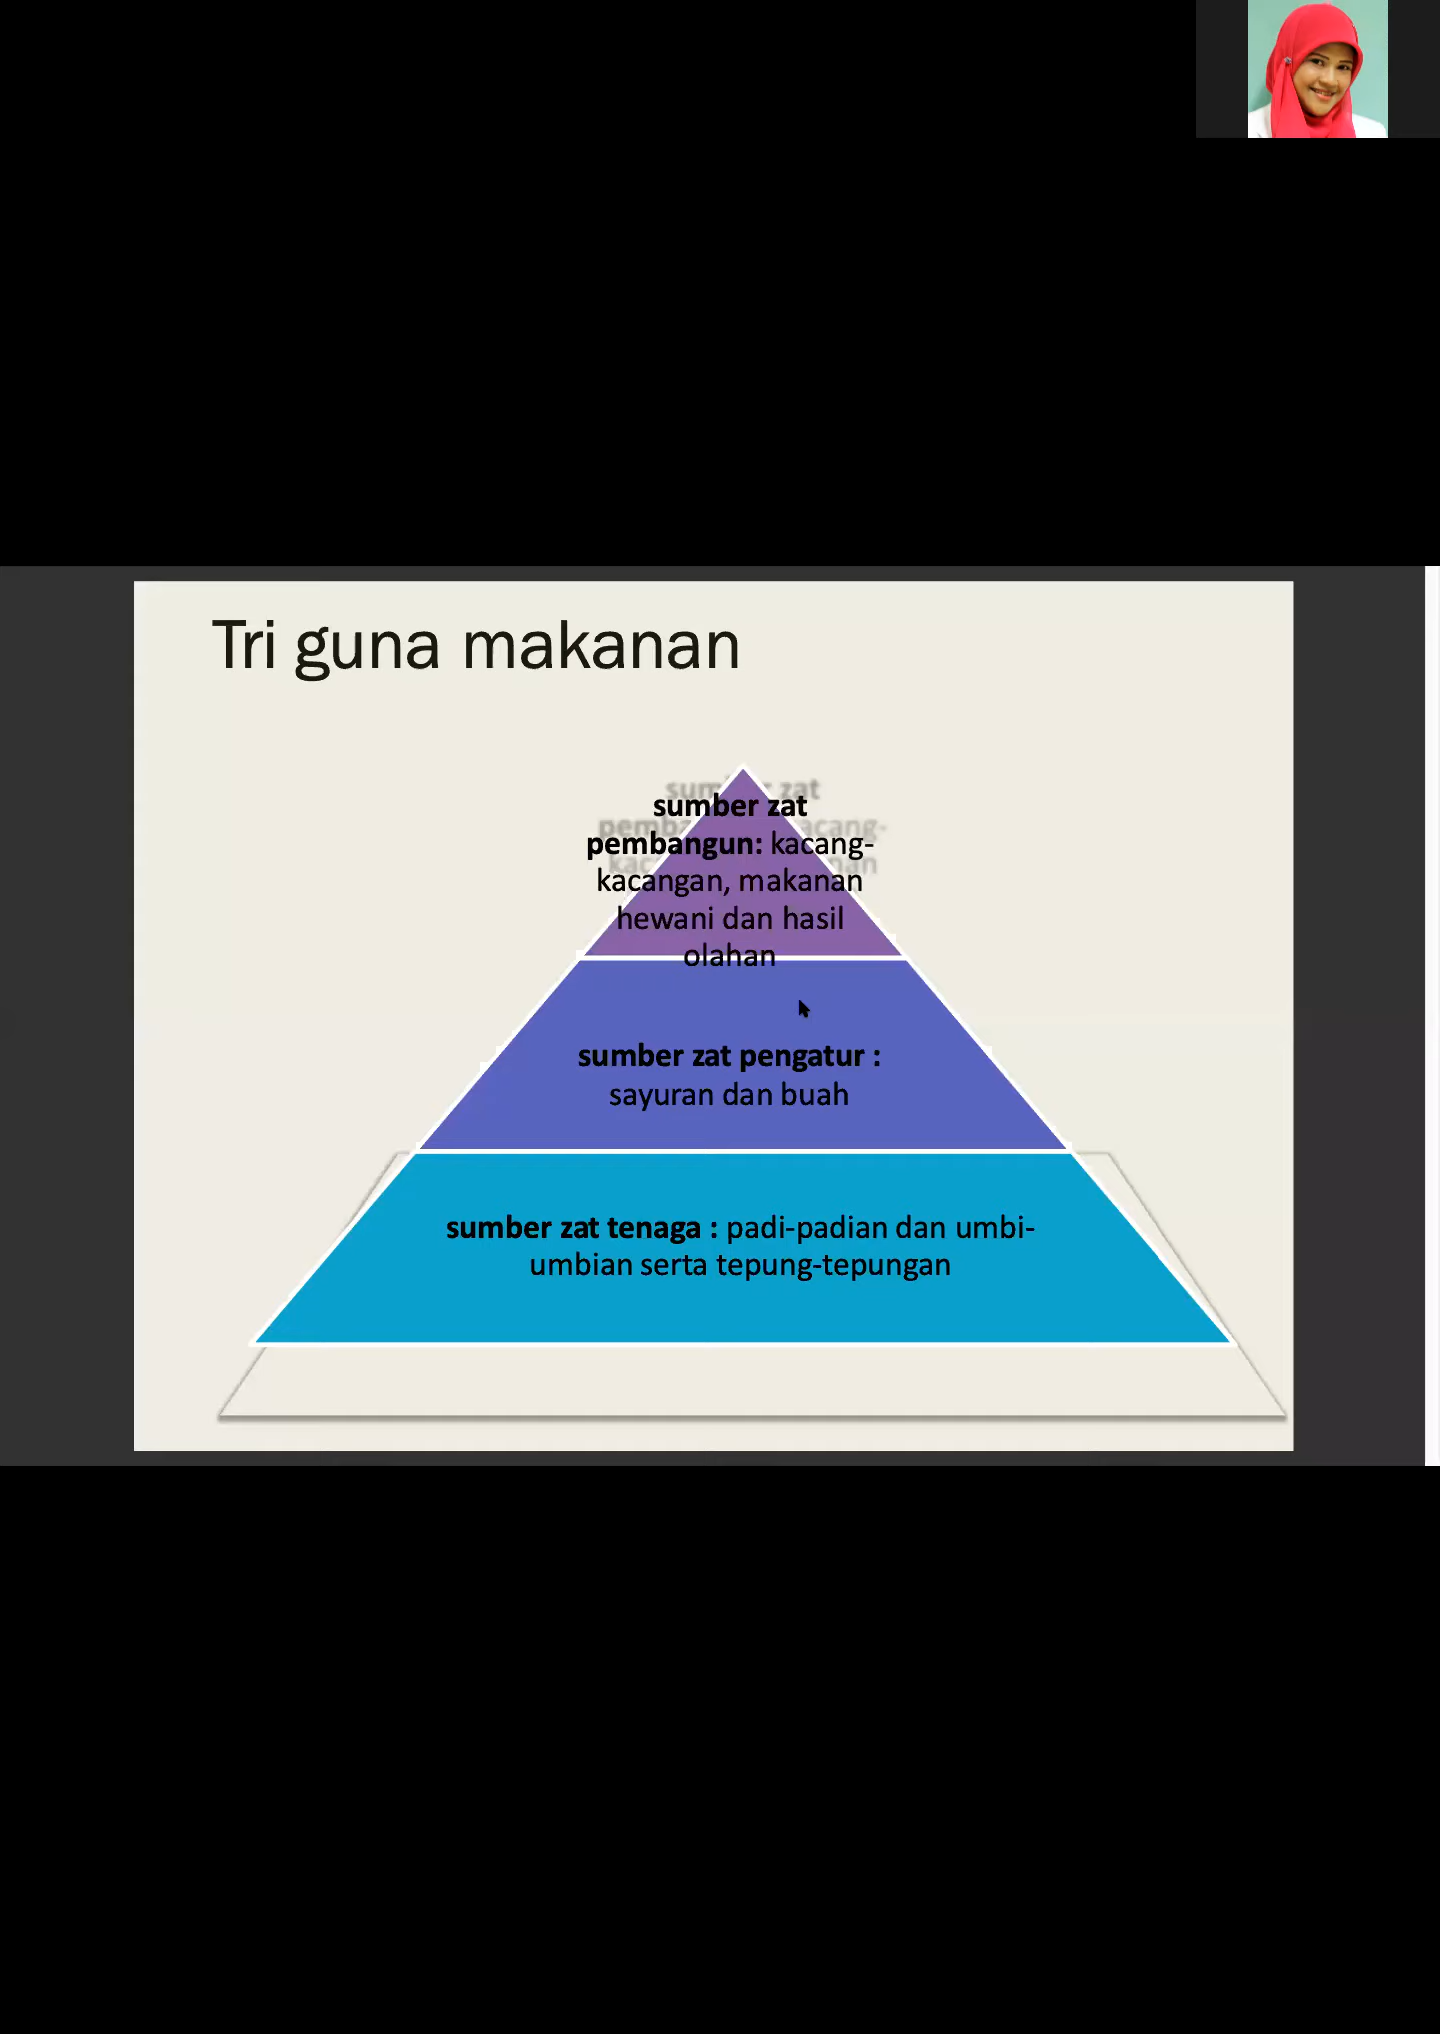 Tri guna makanan
sumber zat
pembangun: kacang-
kacangan, makanan
hewani dan hasil
olahan
sumber zat pengatur :
sayuran dan buah
sumber zat tenaga : padi-padian dan umbi-
umbian serta tepung-tepungan